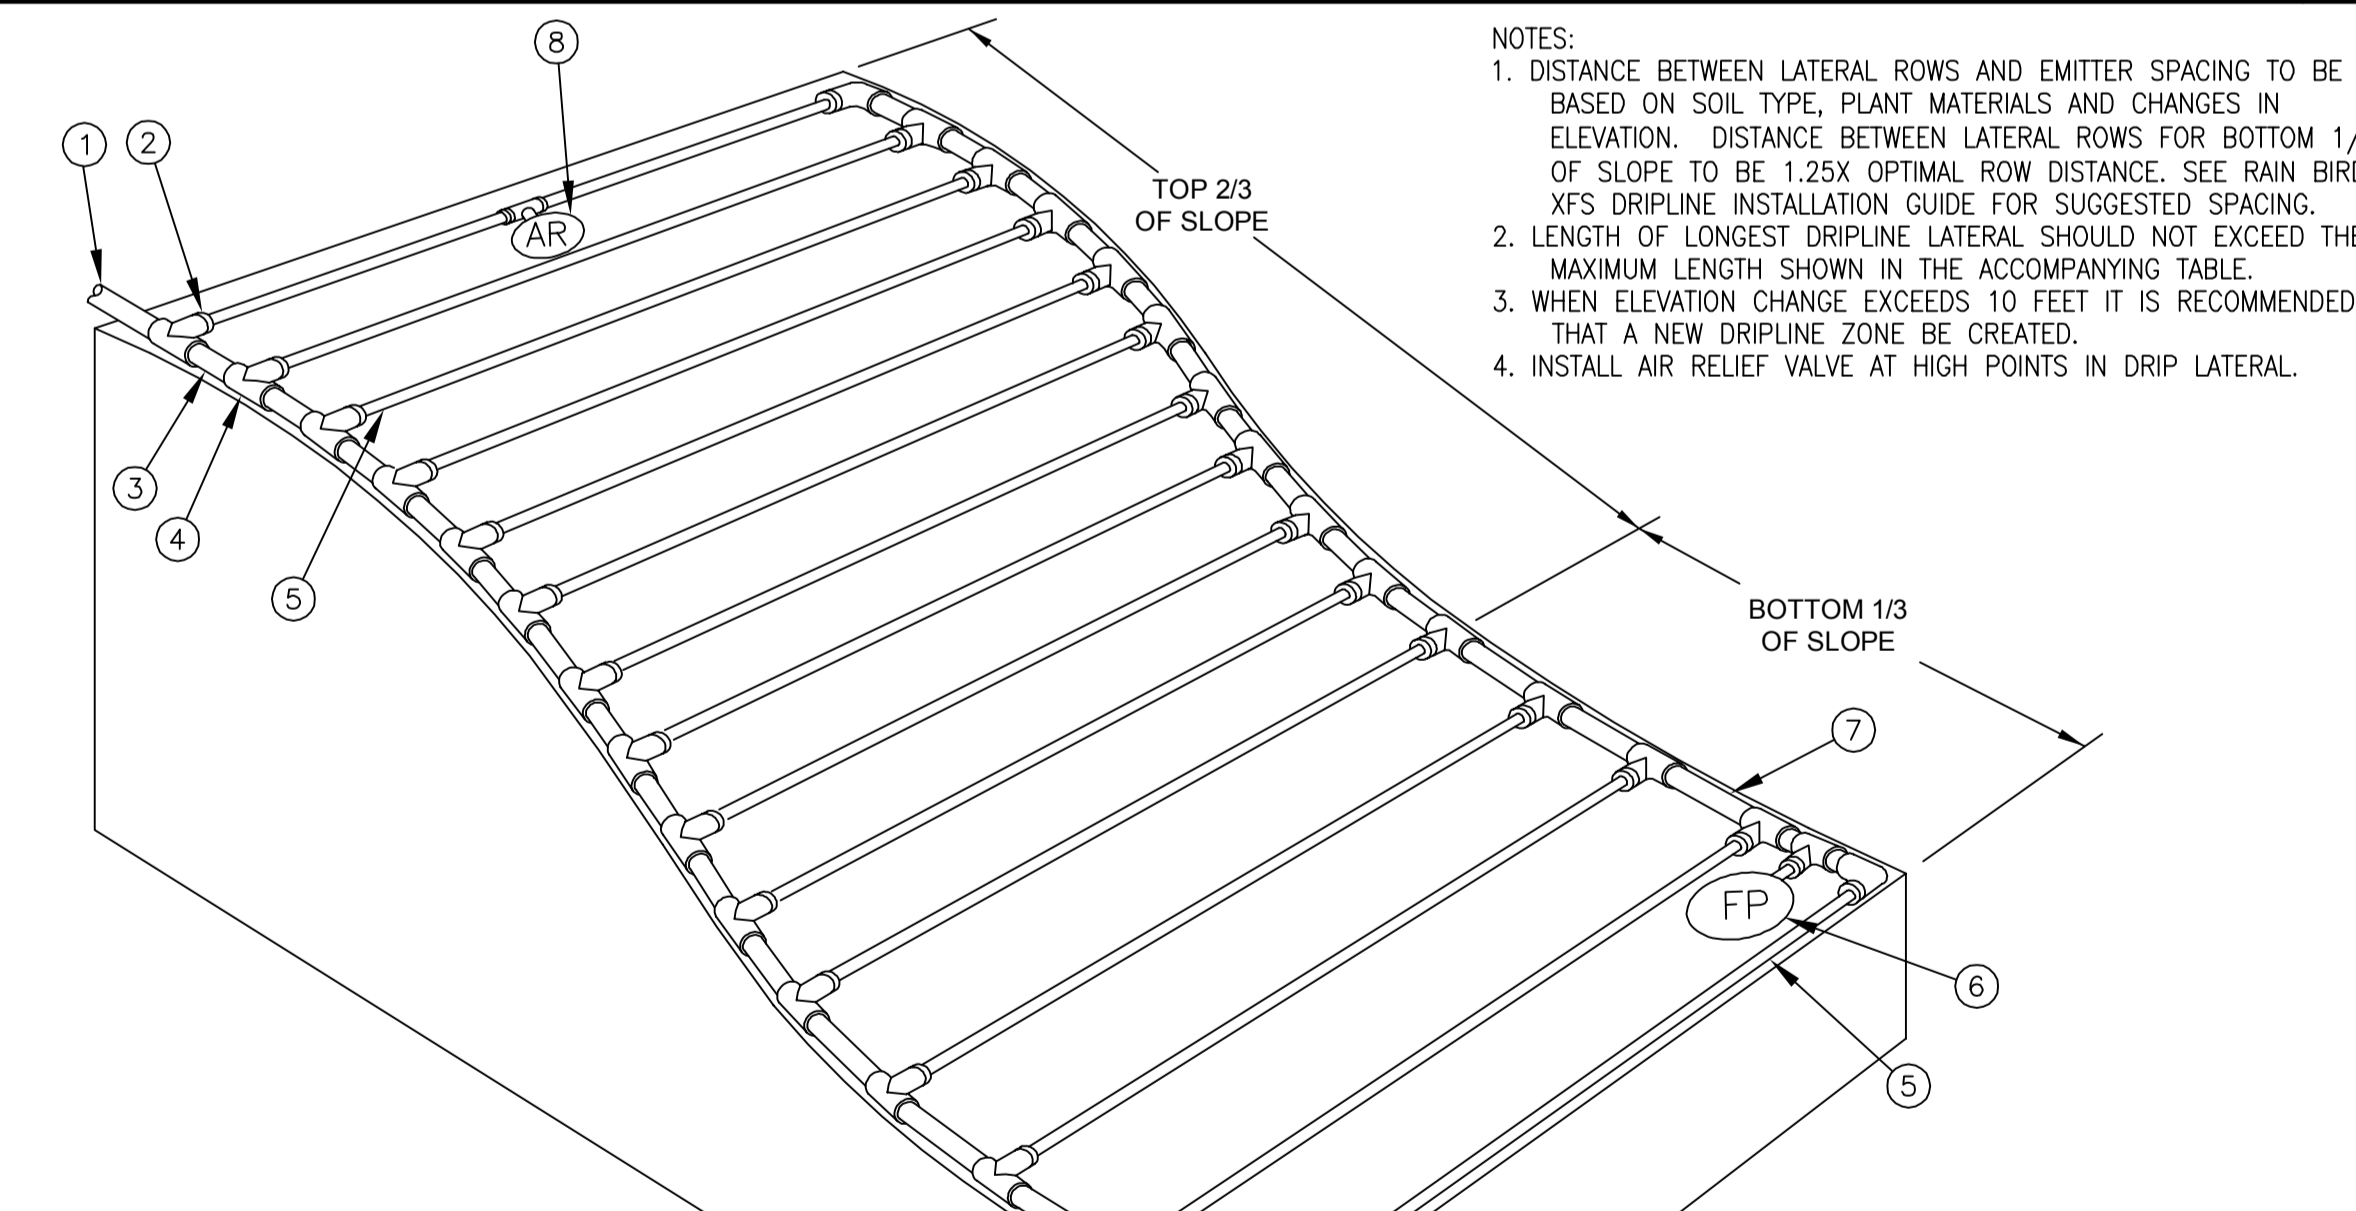 8
NOTES:
1. DISTANCE BETWEEN LATERAL ROWS AND EMITTER SPACING TO BE
BASED ON SOIL TYPE, PLANT MATERIALS AND CHANGES IN
ELEVATION. DISTANCE BETWEEN LATERAL ROWS FOR BOTTOM 1/
OF SLOPE TO BE 1.25X OPTIMAL ROW DISTANCE. SEE RAIN BIRD
XFS DRIPLINE INSTALLATION GUIDE FOR SUGGESTED SPACING.
2. LENGTH OF LONGEST DRIPLINE LATERAL SHOULD NOT EXCEED THE
MAXIMUM LENGTH SHOWN IN THE ACCOMPANYING TABLE.
3. WHEN ELEVATION CHANGE EXCEEDS 10 FEET IT IS RECOMMENDED
THAT A NEW DRIPLINE ZONE BE CREATED.
4. INSTALL AIR RELIEF VALVE AT HIGH POINTS IN DRIP LATERAL.
1
2
TOP 2/3
OF SLOPE
AR
3
4
5
BOTTOM 1/3
OF SLOPE
7
FP
6
5